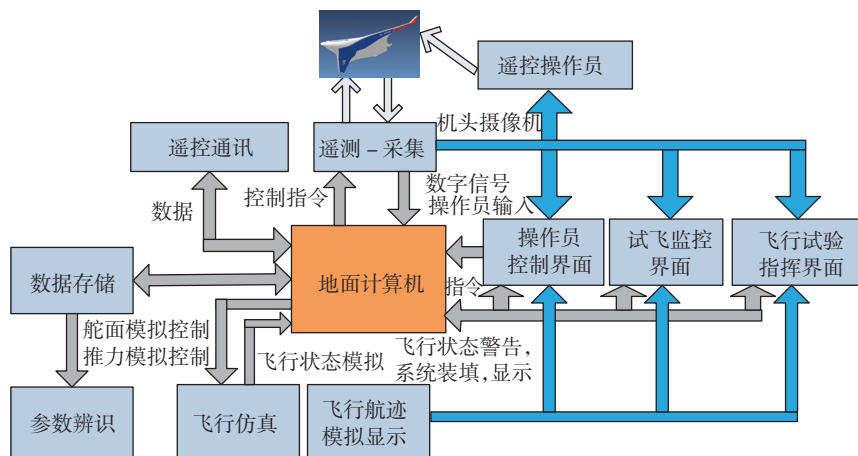 遥控操作员
机头摄像机
遥控通讯
遥测-采集
数据
控制指令
数字信号
操作员输入
数据存储
地面计算机
操作员
控制界面
试飞监控
界面
飞行试验
指挥界面
指令
舵面模拟控制
推力模拟控制
飞行状态模拟
飞行状态警告,
系统装填,显示
参数辨识
飞行仿真
飞行航迹
模拟显示